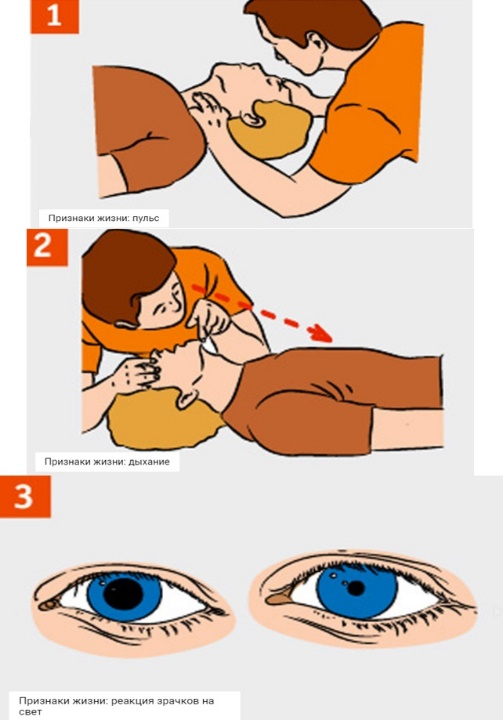 1
Признаки жизни: пульс
2
Признаки жизни: дыхание
3
Признаки жизни: реакция зрачков на
свет